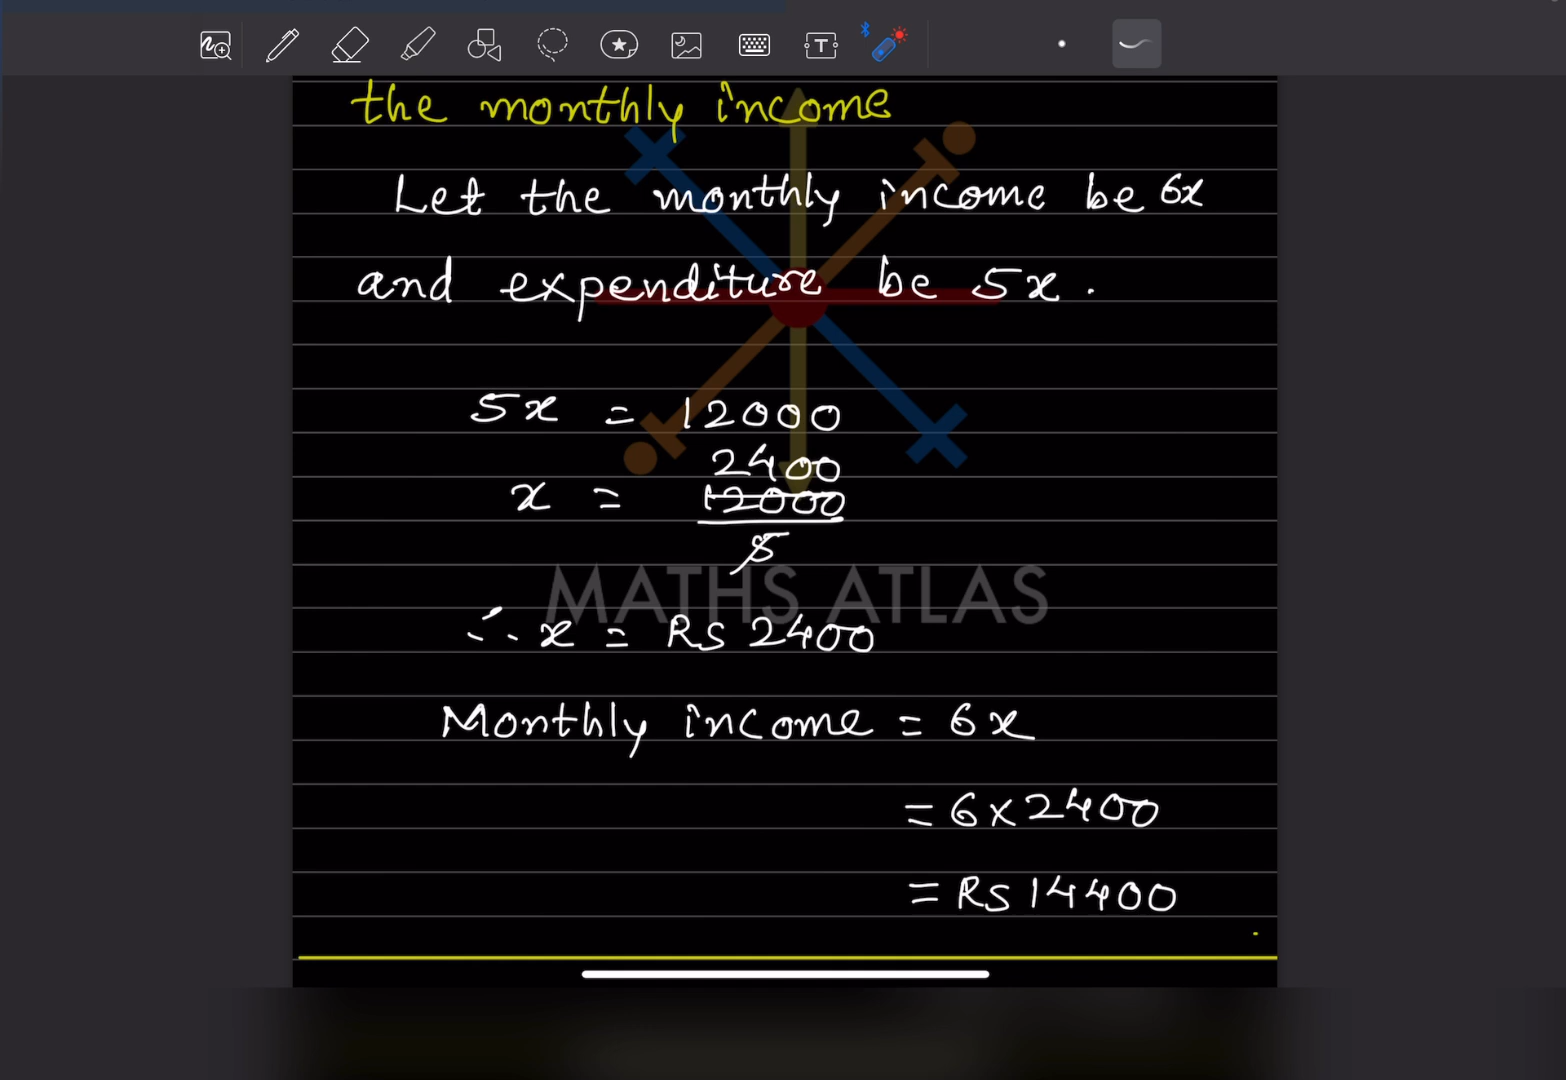 the monthly income
Let the monthly income be 6x
and expenditure be 5x.
5x = 12000
2400
x = 12000
5
MATHS ATLAS
∴ x = Rs 2400
Monthly income = 6x
= 6x2400
= Rs 14400